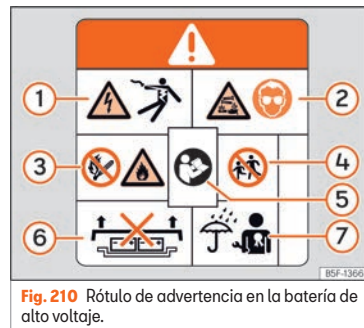 1
2
3
4
5
6
7
B5F-1366
Fig. 210 Rótulo de advertencia en la batería de
alto voltaje.